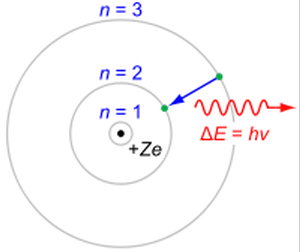 n = 3
n = 2
n = 1
+Ze
ΔE = hν